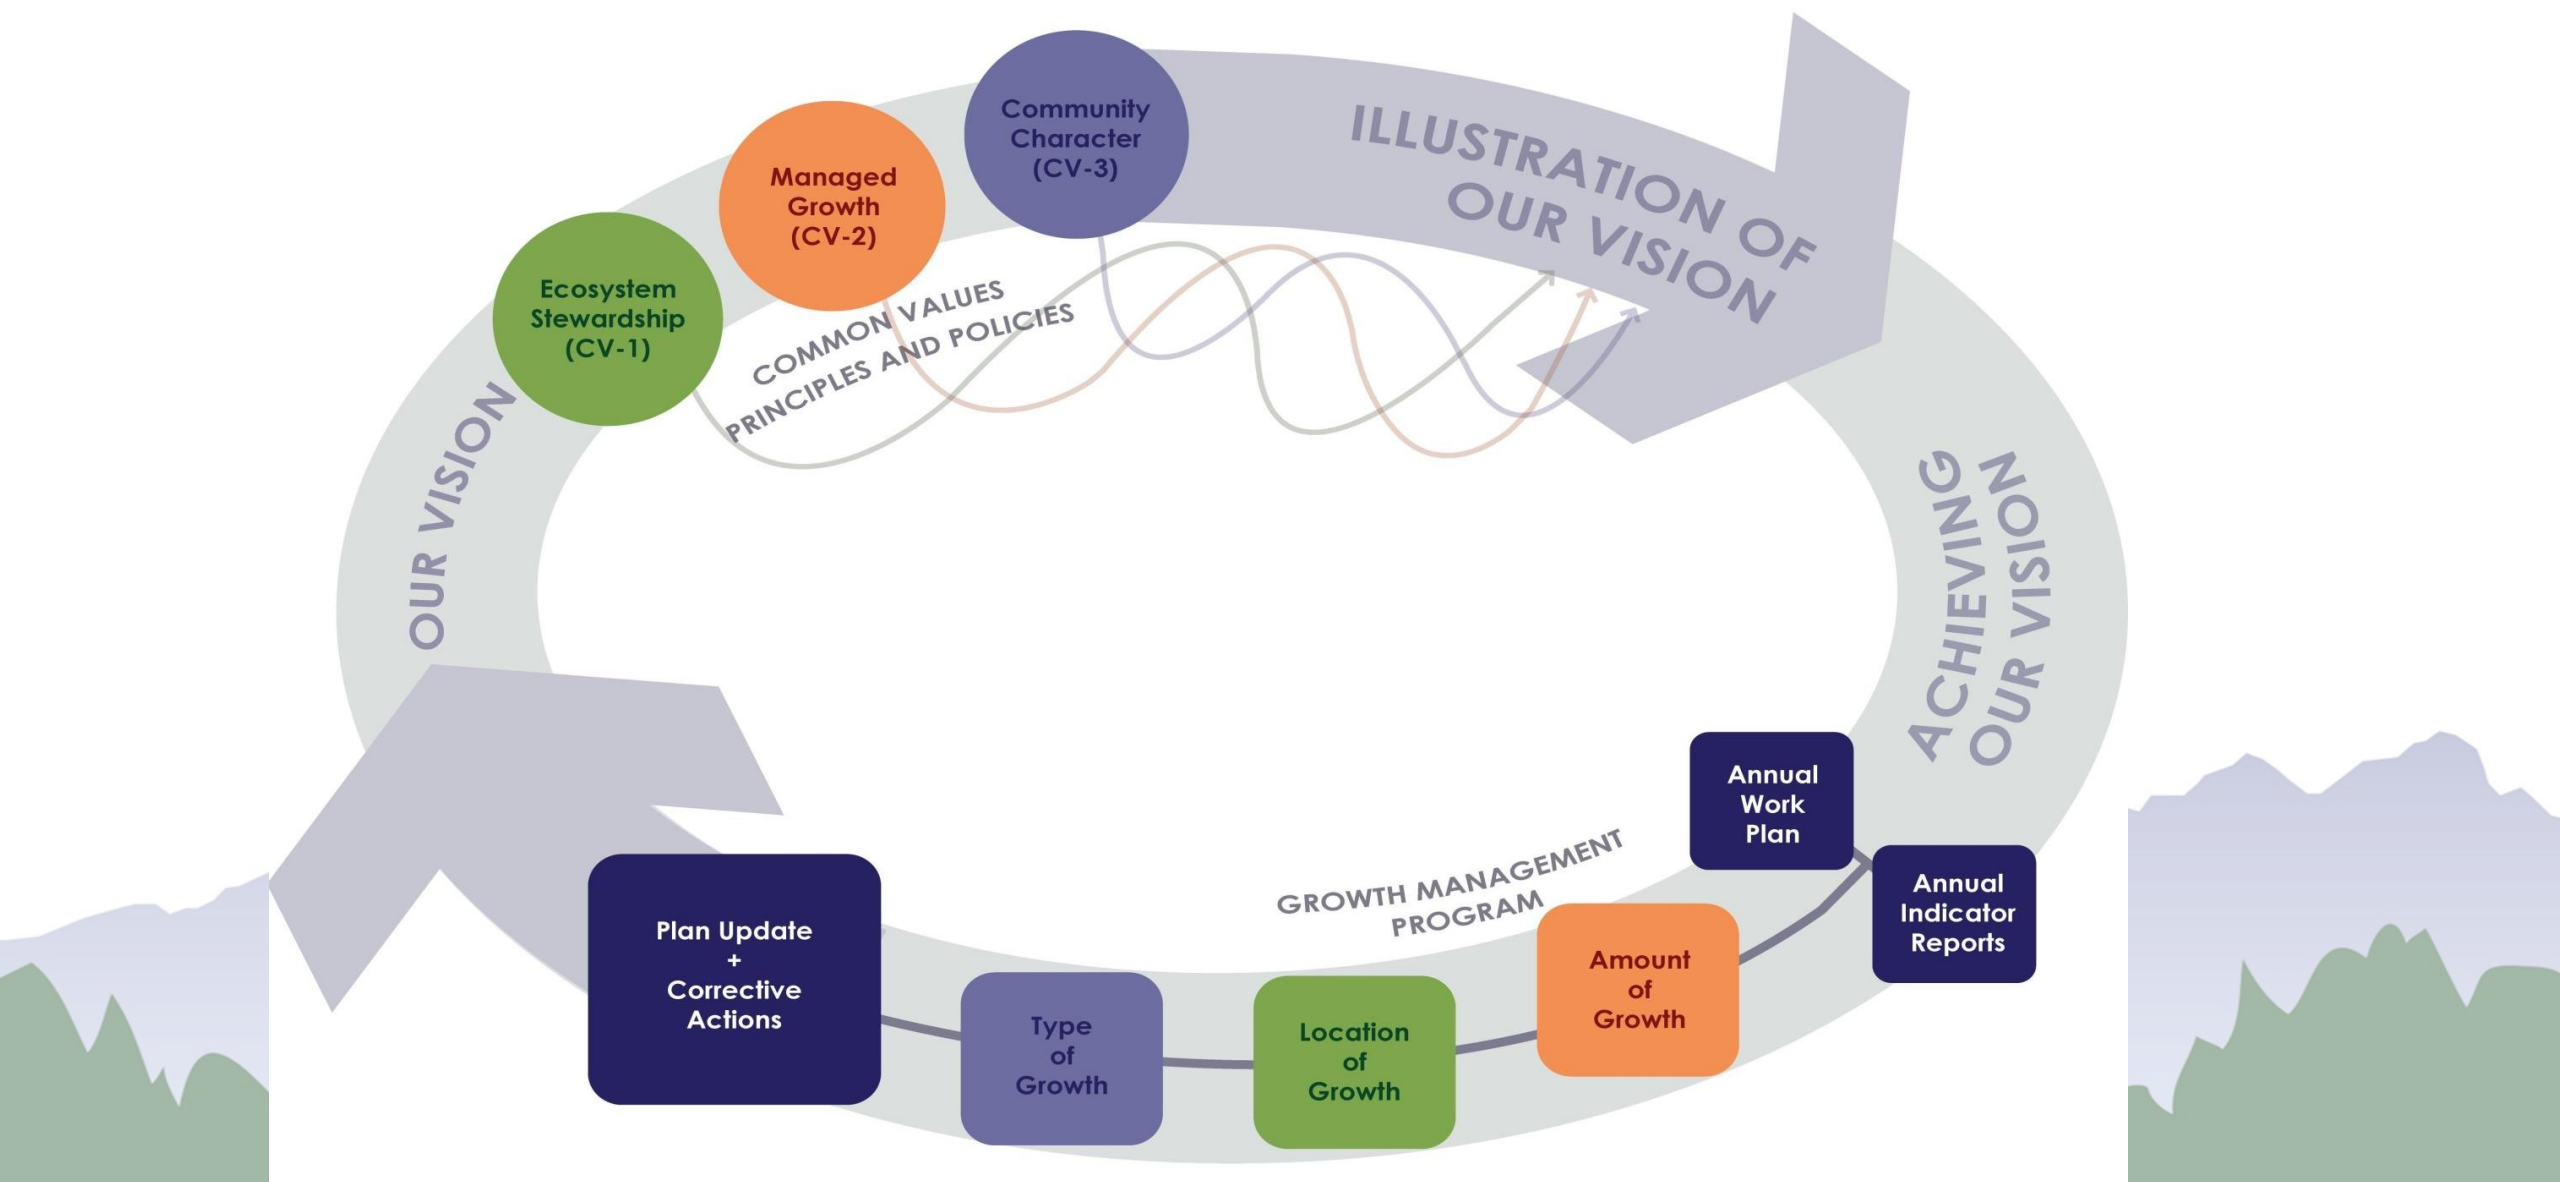 Community
Character
(CV-3)
Managed
Growth
(CV-2)
Ecosystem
Stewardship
(CV-1)
OUR VISION
COMMON VALUES
PRINCIPLES AND POLICIES
ILLUSTRATION OF
OUR VISION
ACHIEVING
OUR VISION
Annual
Work
Plan
Annual
Indicator
Reports
GROWTH MANAGEMENT
PROGRAM
Amount
of
Growth
Location
of
Growth
Type
of
Growth
Plan Update
+
Corrective
Actions